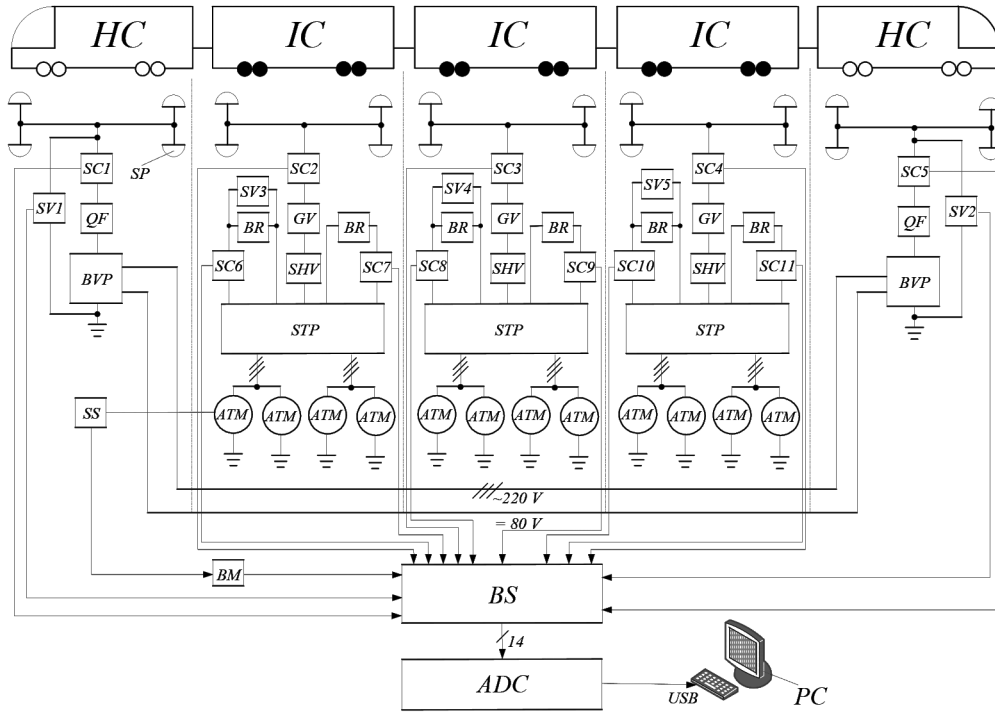 HC IC IC IC HC
SP
SC1 SC2 SC3 SC4 SC5
SV1 SV3 SV4 SV5 SV2
QF GV GV GV QF
BR BR BR BR BR BR
SC6 SHV SC7 SC8 SHV SC9 SC10 SHV SC11
BVP BVP
STP STP STP
SS ATM ATM ATM ATM ATM ATM ATM ATM ATM ATM ATM ATM
~220 V
= 80 V
BM
BS
14
ADC
USB
PC